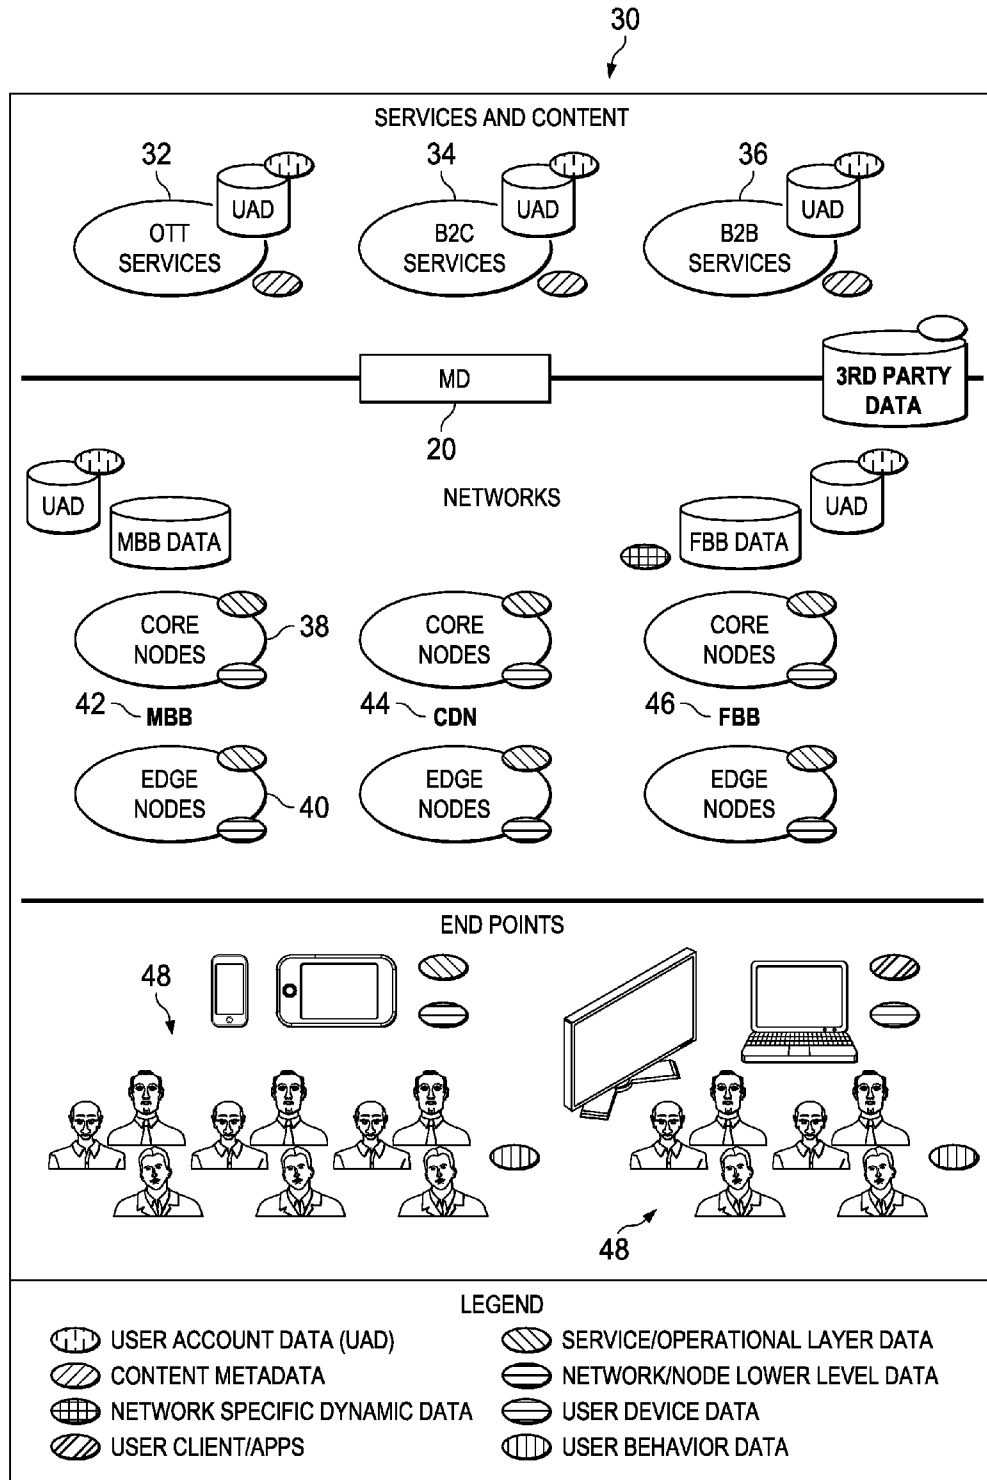 30
SERVICES AND CONTENT
32
34
36
UAD
UAD
UAD
OTT
SERVICES
B2C
SERVICES
B2B
SERVICES
MD
3RD PARTY
DATA
20
UAD
NETWORKS
UAD
MBB DATA
FBB DATA
CORE
NODES
38
CORE
NODES
CORE
NODES
42
MBB
44
CDN
46
FBB
EDGE
NODES
40
EDGE
NODES
EDGE
NODES
END POINTS
48
48
LEGEND
USER ACCOUNT DATA (UAD)
SERVICE/OPERATIONAL LAYER DATA
CONTENT METADATA
NETWORK/NODE LOWER LEVEL DATA
NETWORK SPECIFIC DYNAMIC DATA
USER DEVICE DATA
USER CLIENT/APPS
USER BEHAVIOR DATA